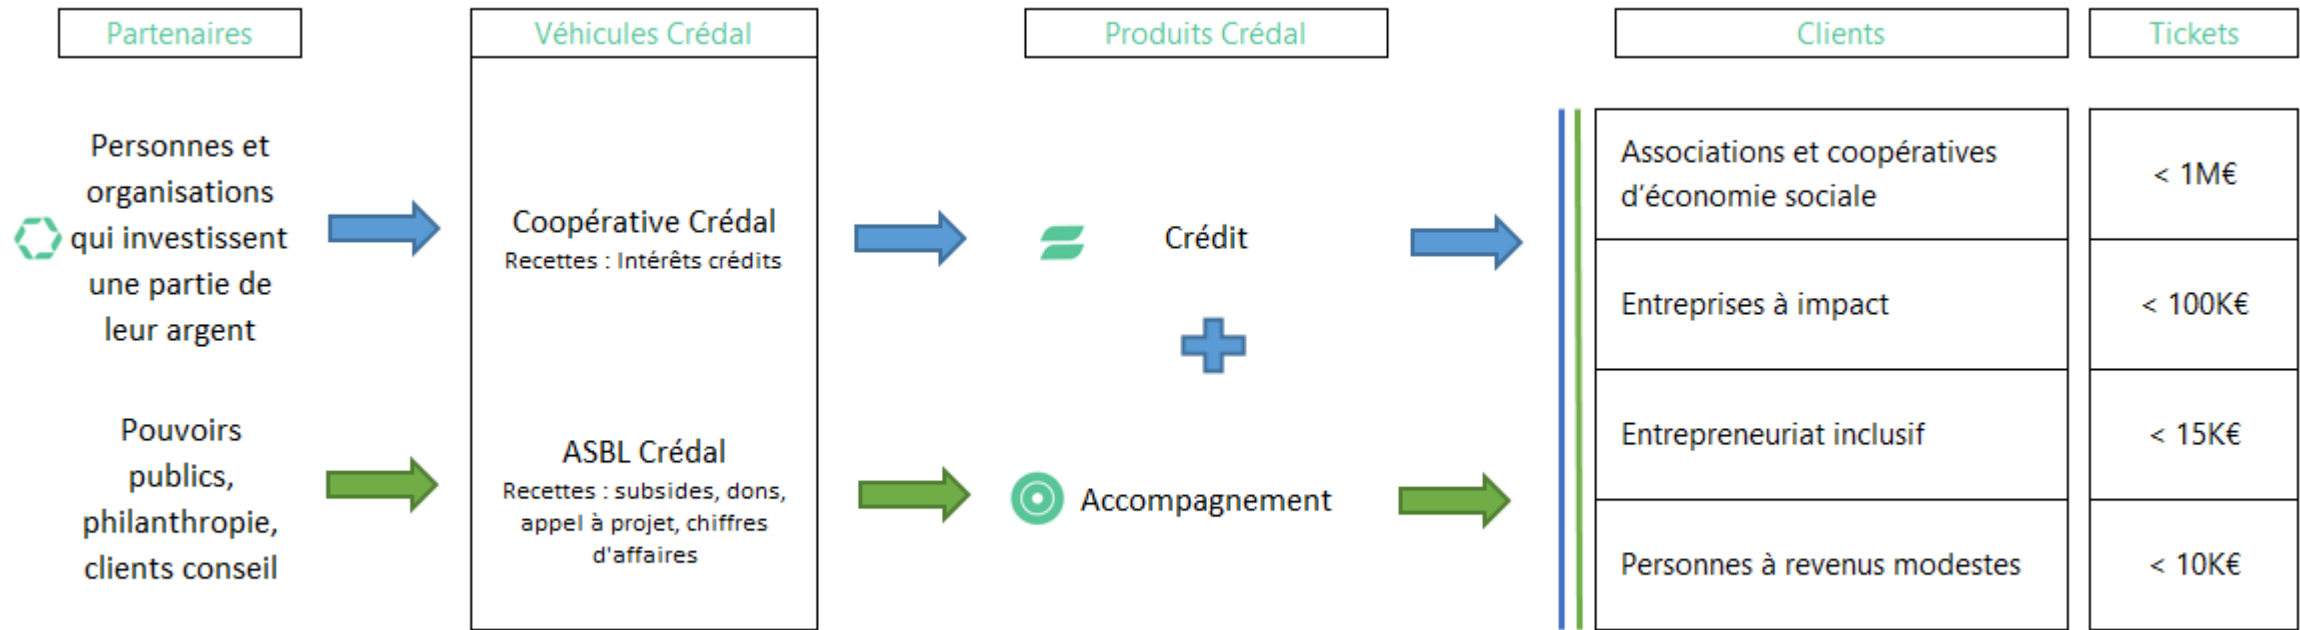 Partenaires
Véhicules Crédal
Produits Crédal
Clients
Tickets
Personnes et
organisations
qui investissent
une partie de
leur argent
Coopérative Crédal
Recettes : Intérêts crédits
Crédit
Associations et coopératives
d'économie sociale
< 1M€
Entreprises à impact
< 100K€
Pouvoirs
publics,
philanthropie,
clients conseil
ASBL Crédal
Recettes : subsides, dons,
appel à projet, chiffres
d'affaires
Accompagnement
Entrepreneuriat inclusif
< 15K€
Personnes à revenus modestes
< 10K€